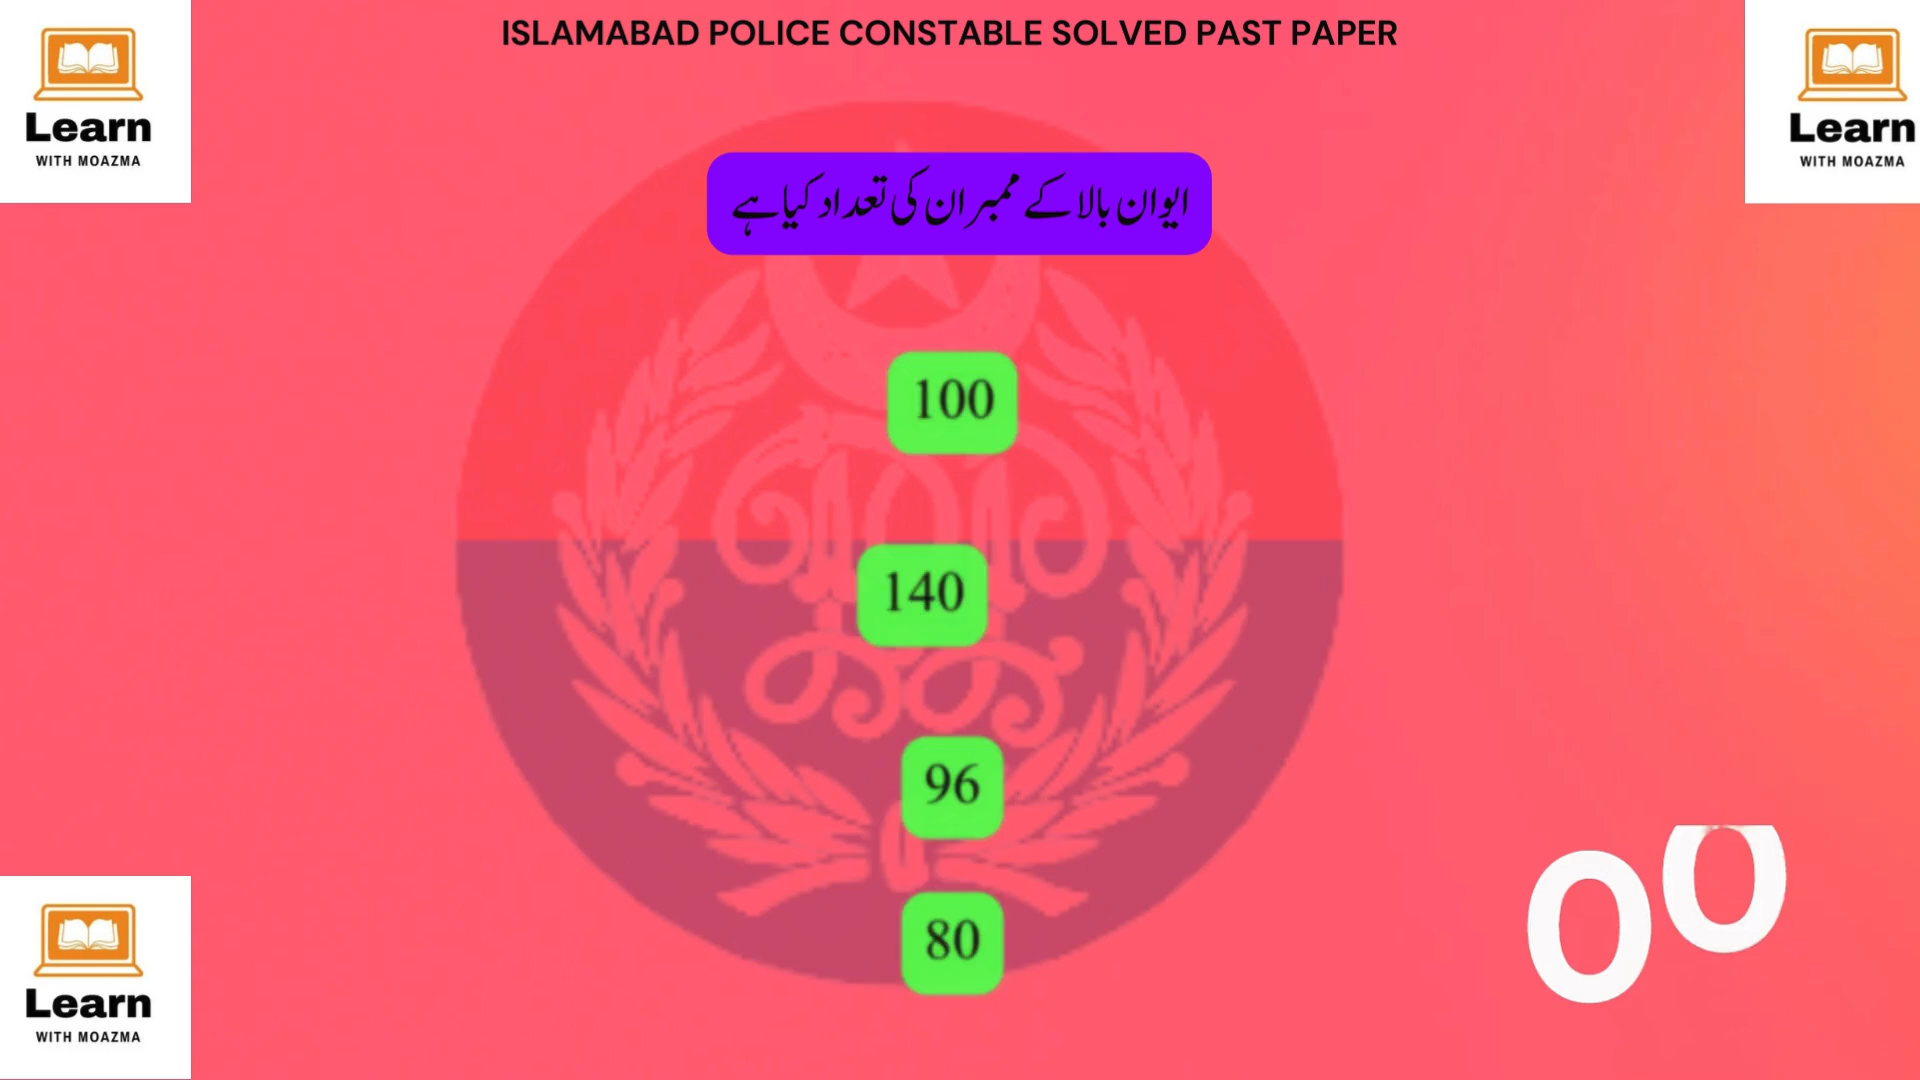 ISLAMABAD POLICE CONSTABLE SOLVED PAST PAPER
Learn
WITH MOAZMA
Learn
WITH MOAZMA
ایوان بالا کے ممبران کی تعداد کیا ہے
100
140
96
80
00
Learn
WITH MOAZMA